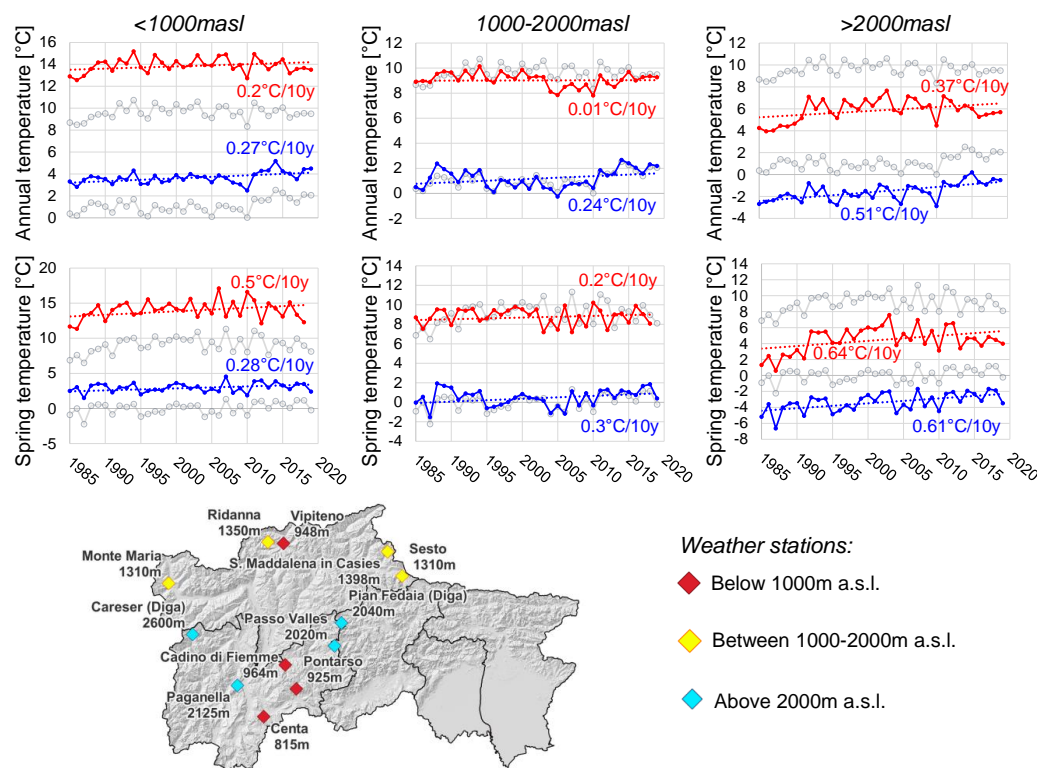 <1000masl
1000-2000masl
>2000masl
Annual temperature [°C]
16
14
12
10
8
6
4
2
0
0.2°C/10y
0.27°C/10y
Annual temperature [°C]
12
10
8
6
4
2
0
-2
0.01°C/10y
0.24°C/10y
Annual temperature [°C]
12
10
8
6
4
2
0
-2
-4
0.37°C/10y
0.51°C/10y
Spring temperature [°C]
20
15
10
5
0
-5
0.5°C/10y
0.28°C/10y
1985
1990
1995
2000
2005
2010
2015
2020
Spring temperature [°C]
14
12
10
8
6
4
2
0
-2
-4
0.2°C/10y
0.3°C/10y
1985
1990
1995
2000
2005
2010
2015
2020
Spring temperature [°C]
14
12
10
8
6
4
2
0
-2
-4
-6
-8
0.64°C/10y
0.61°C/10y
1985
1990
1995
2000
2005
2010
2015
2020
Ridanna
1350m
Vipiteno
948m
Monte Maria
1310m
Sesto
1310m
S. Maddalena in Casies
1398m
Careser (Diga)
2600m
Pian Fedaia (Diga)
2040m
Passo Valles
2020m
Cadino di Fiemme
964m
Pontarso
925m
Paganella
2125m
Centa
815m
Weather stations:
Below 1000m a.s.l.
Between 1000-2000m a.s.l.
Above 2000m a.s.l.